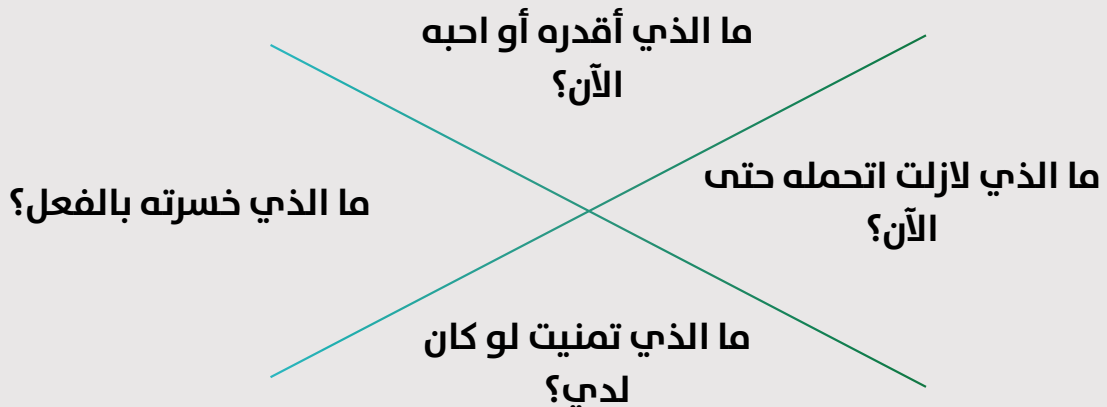 ما الذي أقدره أو احبه
الآن؟
ما الذي لازلت اتحمله حتى
الآن؟
ما الذي خسرته بالفعل؟
ما الذي تمنيت لو كان
لدي؟